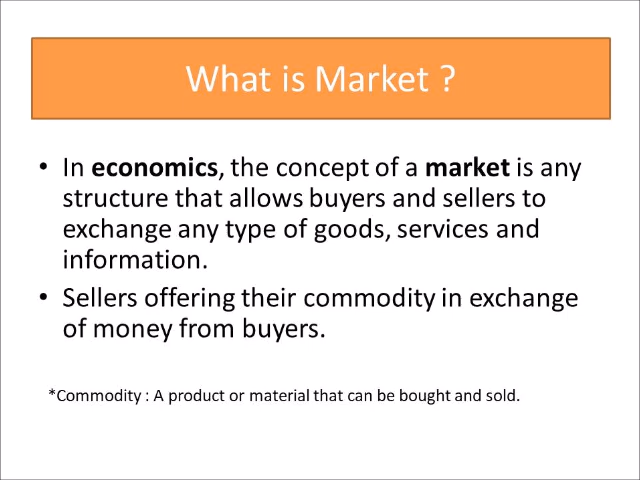 What is Market ?
• In economics, the concept of a market is any
structure that allows buyers and sellers to
exchange any type of goods, services and
information.
• Sellers offering their commodity in exchange
of money from buyers.
*Commodity : A product or material that can be bought and sold.